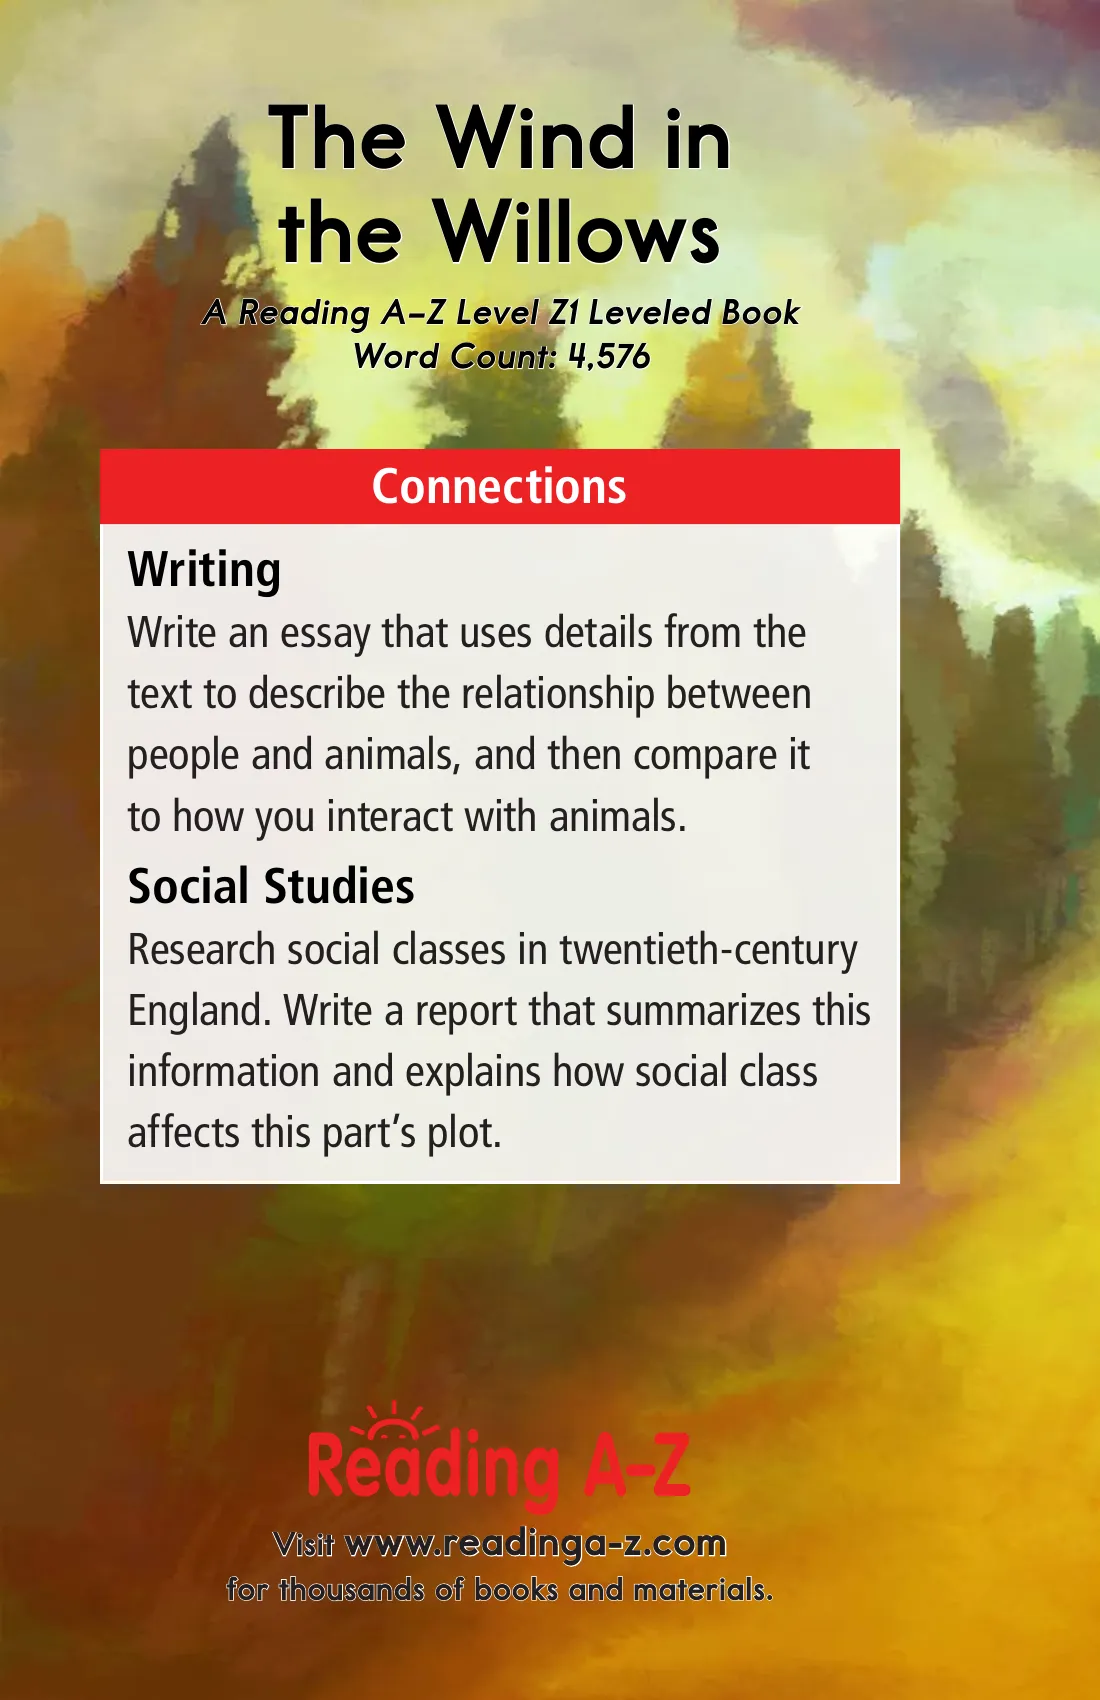 The Wind in
the Willows
A Reading A–Z Level Z1 Leveled Book
Word Count: 4,576
Connections
Writing
Write an essay that uses details from the
text to describe the relationship between
people and animals, and then compare it
to how you interact with animals.
Social Studies
Research social classes in twentieth-century
England. Write a report that summarizes this
information and explains how social class
affects this part’s plot.
Reading A–Z
Visit www.readinga-z.com
for thousands of books and materials.